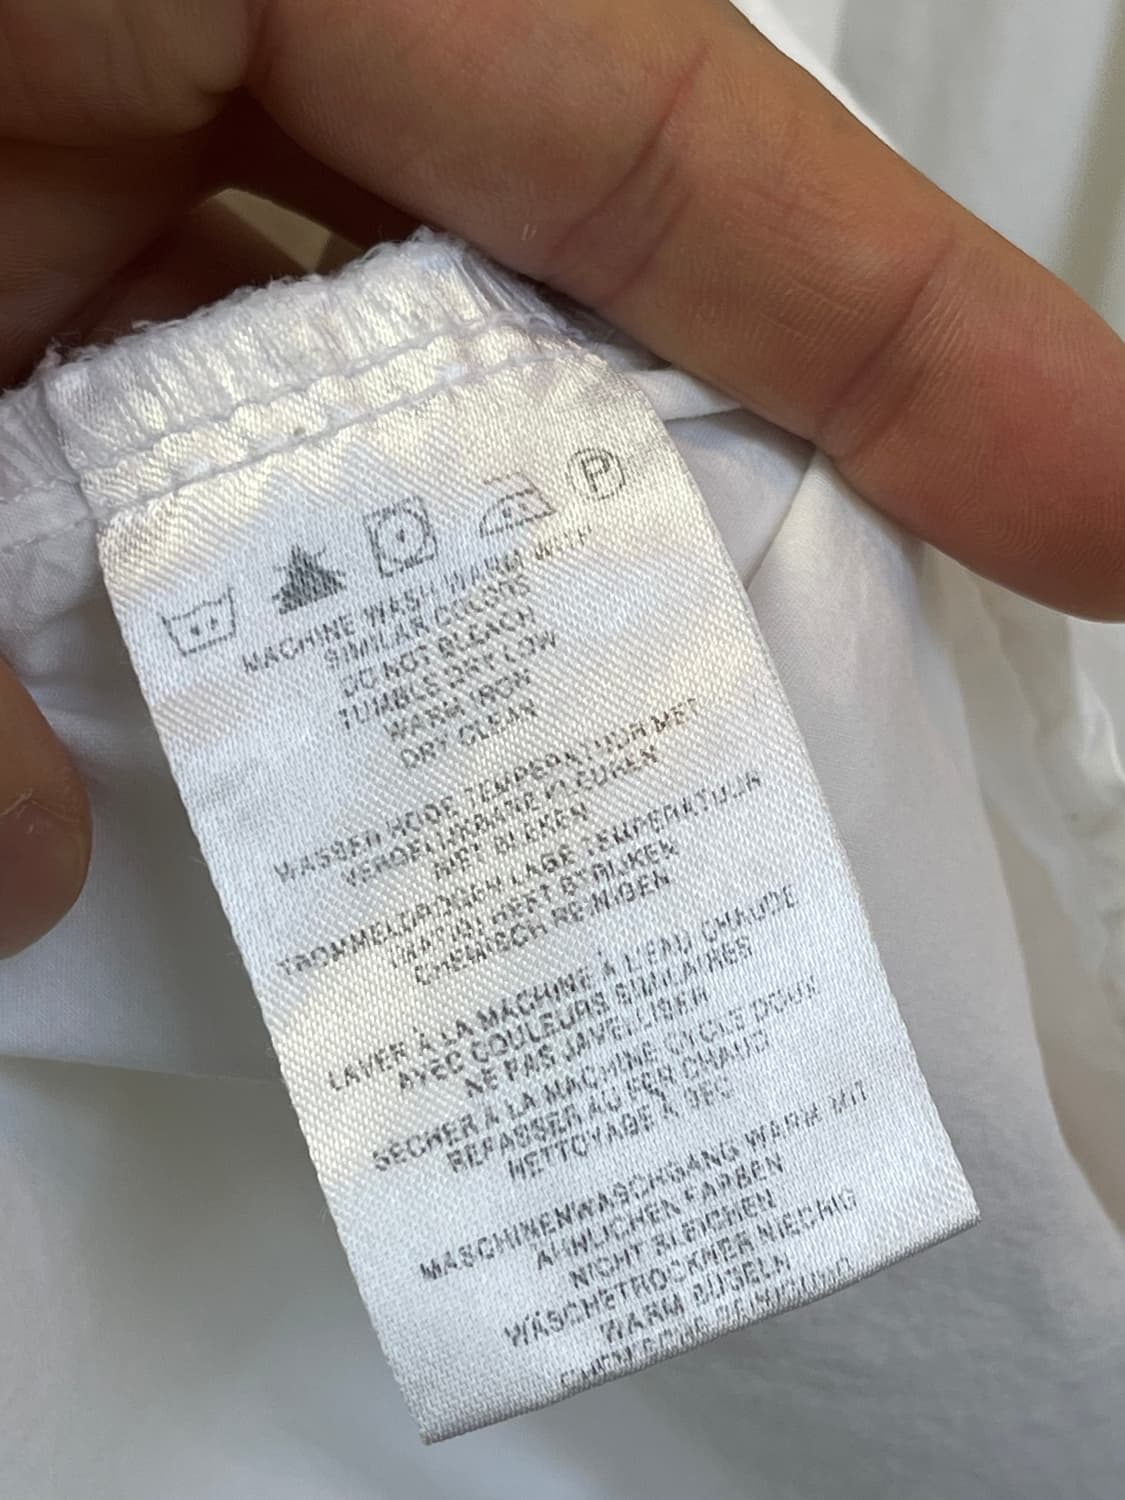 P
MACHINE WASH WARM WITH
SIMILAR COLORS
DO NOT BLEACH
TUMBLE DRY LOW
WARM IRON
DRY CLEAN
WASSEN TEMPERATUUR MET
KLEUREN
NIET BLEKEN
LAGE TEMPERATUUR
STRIJKEN
CHEMISCH REINIGEN
LAVER À LA MACHINE À L'EAU CHAUDE
AVEC COULEURS SIMILAIRES
NE PAS JAVELLISER
SÉCHER À LA MACHINE CYCLE DOUX
REPASSER AU FER CHAUD
NETTOYAGE À SEC
MASCHINENWASCHGANG WARM MIT
ÄHNLICHEN FARBEN
NICHT BLEICHEN
WÄSCHETROCKNER NIEDRIG
WARM BÜGELN